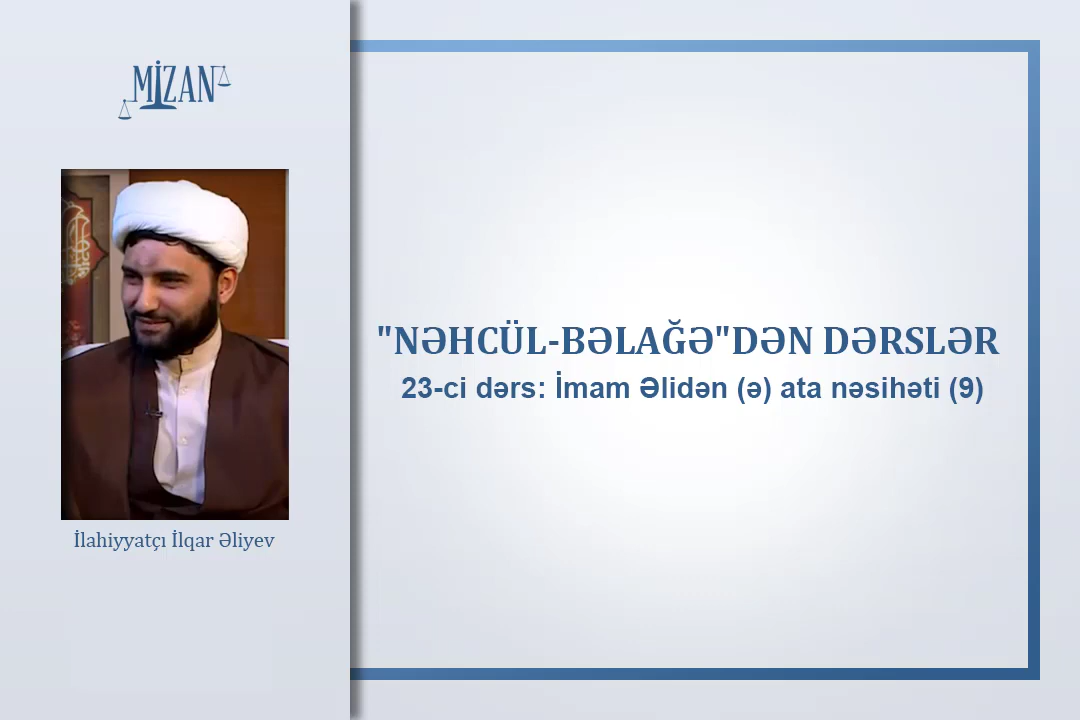 MİZAN
İlahiyyatçı İlqar Əliyev
"NƏHCÜL-BƏLAĞƏ"DƏN DƏRSLƏR
23-ci dərs: İmam Əlidən (ə) ata nəsihəti (9)